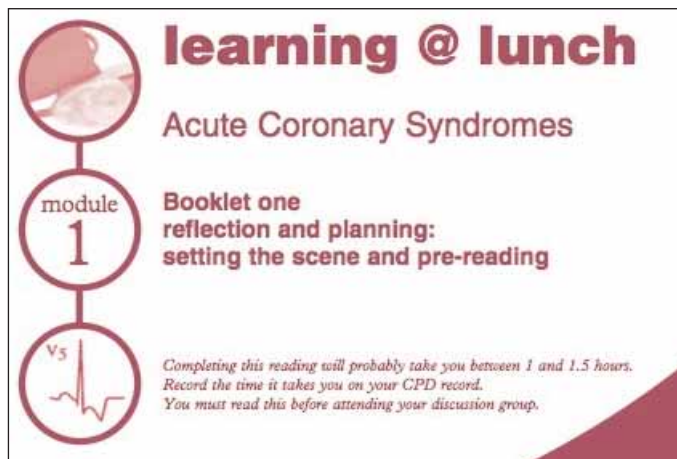 learning @ lunch
Acute Coronary Syndromes
module
1
Booklet one
reflection and planning:
setting the scene and pre-reading
V5
Completing this reading will probably take you between 1 and 1.5 hours.
Record the time it takes you on your CPD record.
You must read this before attending your discussion group.